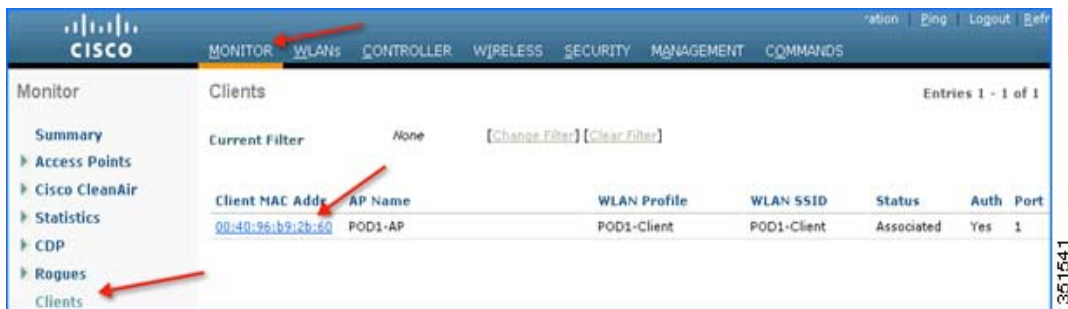 ration Ping Logout Refr
CISCO
MONITOR WLANs CONTROLLER WIRELESS SECURITY MANAGEMENT COMMANDS
Monitor
Clients
Entries 1 - 1 of 1
Summary
Current Filter None [Change Filter] [Clear Filter]
Access Points
Cisco CleanAir
Client MAC Addr AP Name WLAN Profile WLAN SSID Status Auth Port
Statistics
00:40:96:b9:2b:60 POD1-AP POD1-Client POD1-Client Associated Yes 1
CDP
Rogues
Clients
351541